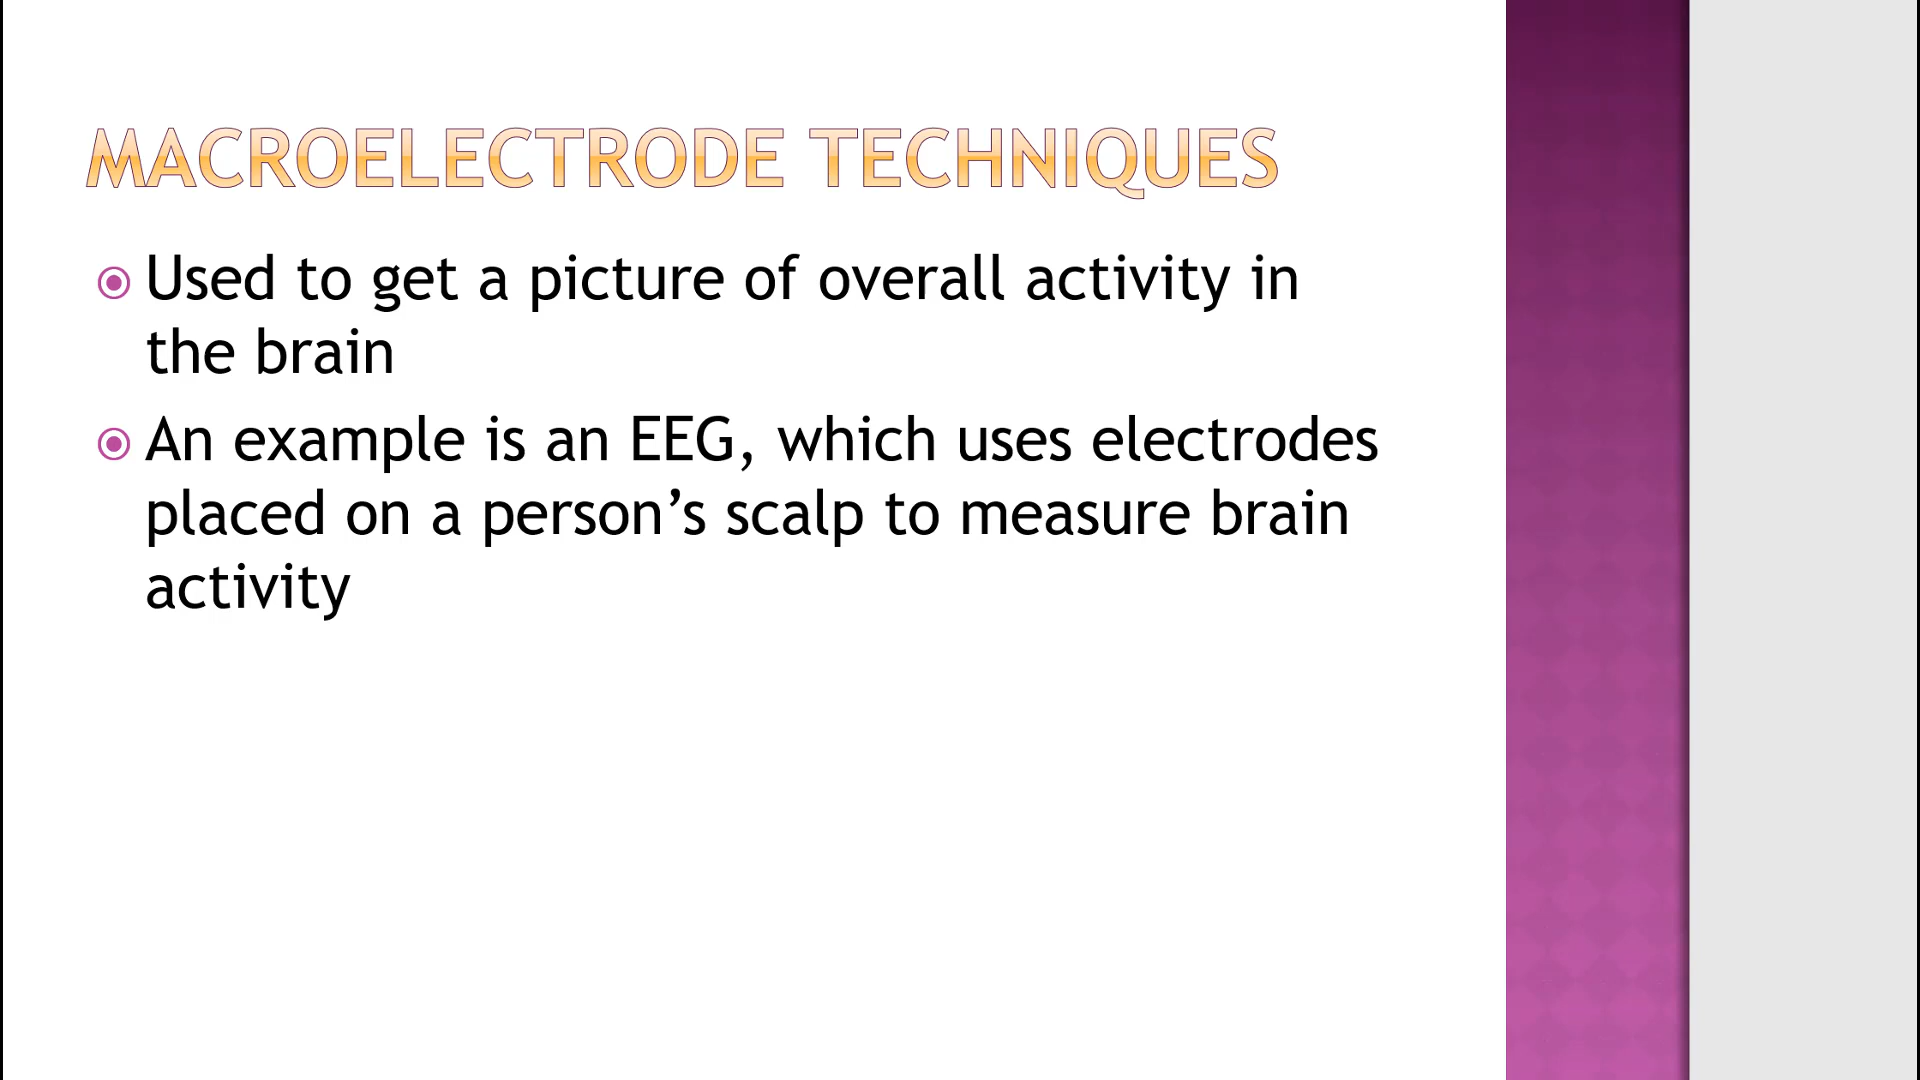 MACROELECTRODE TECHNIQUES
Used to get a picture of overall activity in
the brain
An example is an EEG, which uses electrodes
placed on a person’s scalp to measure brain
activity